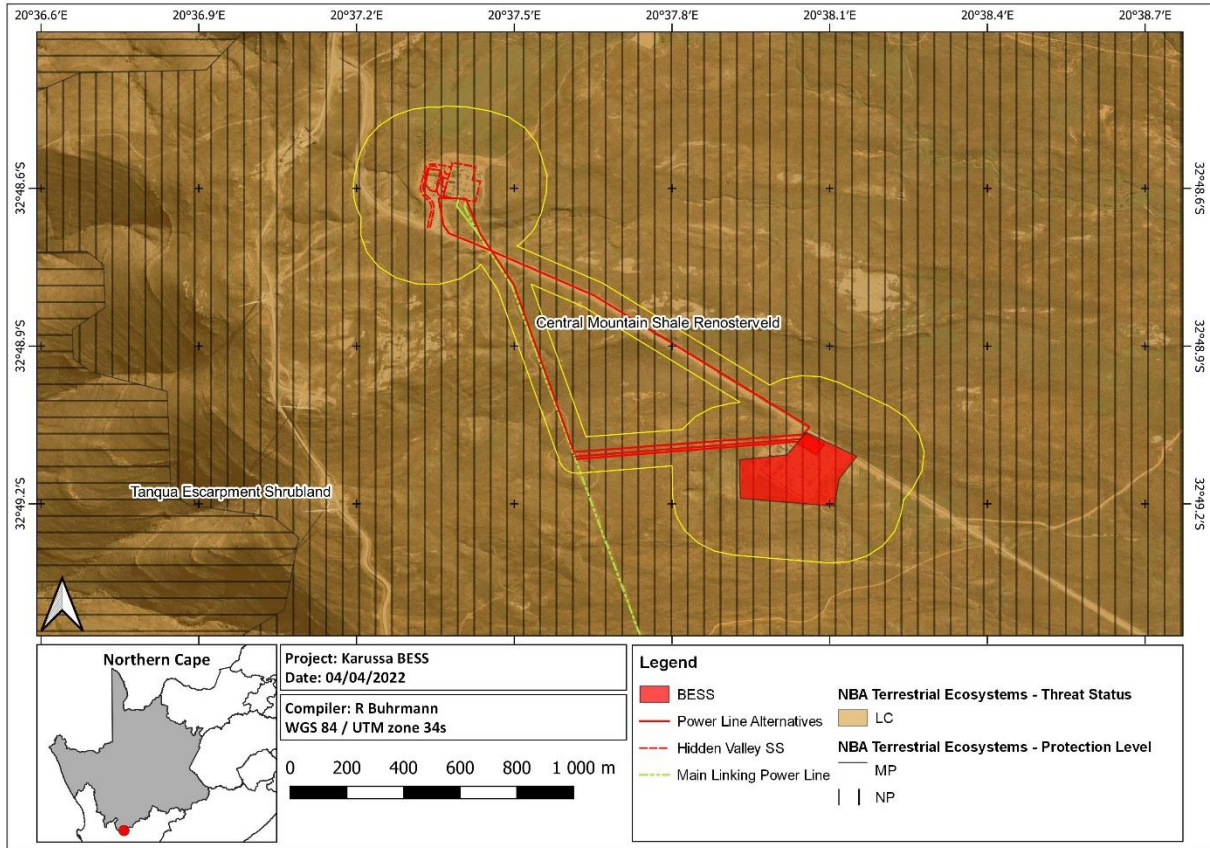 20°36.6'E 20°36.9'E 20°37.2'E 20°37.5'E 20°37.8'E 20°38.1'E 20°38.4'E 20°38.7'E
32°48.6'S 32°48.6'S
Central Mountain Shale Renosterveld
32°48.9'S 32°48.9'S
Tanqua Escarpment Shrubland
32°49.2'S 32°49.2'S
Northern Cape
Project: Karussa BESS
Date: 04/04/2022
Compiler: R Buhrmann
WGS 84 / UTM zone 34s
0 200 400 600 800 1 000 m
Legend
BESS
Power Line Alternatives
Hidden Valley SS
Main Linking Power Line
NBA Terrestrial Ecosystems - Threat Status
LC
NBA Terrestrial Ecosystems - Protection Level
MP
NP